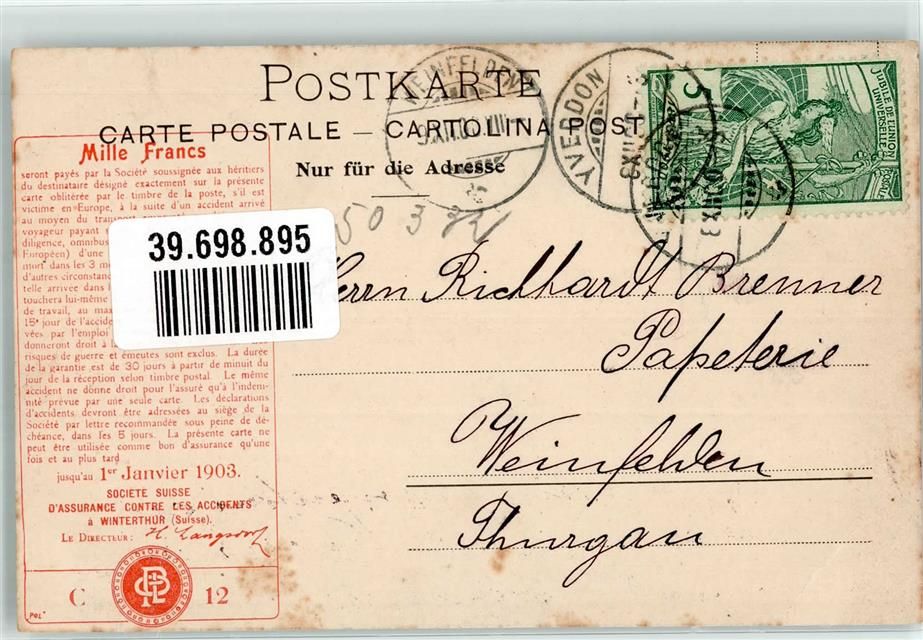 POSTKARTE
CARTE POSTALE – CARTOLINA POST
Nur für die Adresse
WEINFELDEN
YVERDON
5
JUBILÉ DE L'UNION
UNIVERSELLE
Mille Francs
seront payés par la Société soussignée aux héritiers
du destinataire désigné exactement sur la présente
carte oblitérée par le timbre de la poste, s'il est
victime en Europe, à la suite d'un accident arrivé
au moyen du transport
voyageur payant
diligence, omnibus
Européen) d'une
mort dans les 3 m
d'autres circonstan
telle arrivée dans l
touchera lui-même
de travail, au ma
15e jour de l'accide
vées par l'emploi
donneront droit à la
risques de guerre et émeutes sont exclus. La durée
de la garantie est de 30 jours à partir de minuit du
jour de la réception selon timbre postal. Le même
accident ne donne droit pour l'assuré qu'à l'indem-
nité prévue par une seule carte. Les déclarations
d'accidents devront être adressées au siège de la
Société par lettre recommandée sous peine de dé-
chéance, dans les 5 jours. La présente carte ne
peut être utilisée comme bon d'assurance qu'une
fois et au plus tard
jusqu'au 1er Janvier 1903.
SOCIETE SUISSE
D'ASSURANCE CONTRE LES ACCIDENTS
à WINTERTHUR (Suisse).
LE DIRECTEUR: H. Langsdorf
C 12
POL
39.698.895
Herrn Richhardt Brenner
Papeterie
Weinfelden
Thurgau